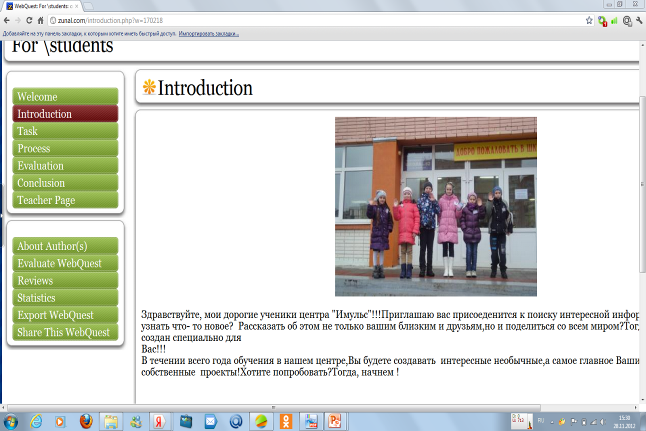 WebQuest: For \students: с
zunal.com/introduction.php?w=170218
Добавляйте на эту панель закладки, к которым хотите иметь быстрый доступ. Импортировать закладки...
For \students
Welcome
Introduction
Task
Process
Evaluation
Conclusion
Teacher Page
About Author(s)
Evaluate WebQuest
Reviews
Statistics
Export WebQuest
Share This WebQuest
Introduction
ДОБРО ПОЖАЛОВАТЬ В
Здравствуйте, мои дорогие ученики центра "Имульс"!!!Приглашаю вас присоеденится к поиску интересной инфор
узнать что- то новое? Рассказать об этом не только вашим близким и друзьям,но и поделиться со всем миром?Тог
создан специально для
Вас!!!
В течении всего года обучения в нашем центре,Вы будете создавать интересные необычные,а самое главное Ваши
собственные проекты!Хотите попробовать?Тогда, начнем !
RU
15:38
20.11.2013